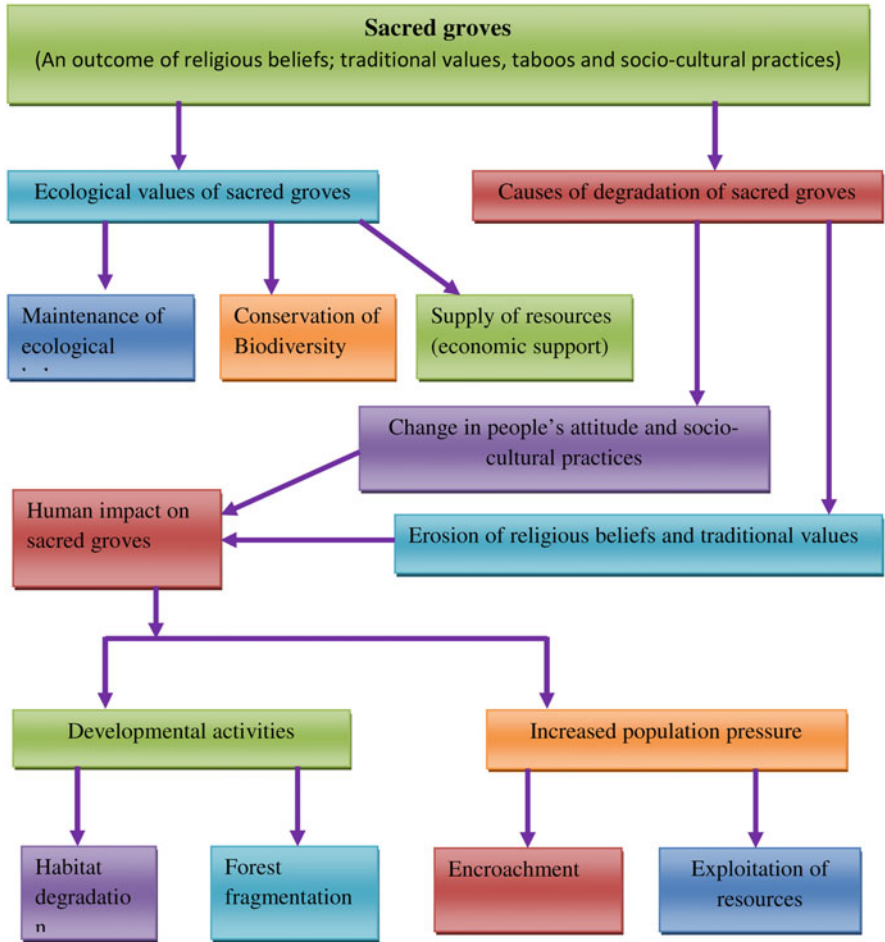 Sacred groves
(An outcome of religious beliefs; traditional values, taboos and socio-cultural practices)
Ecological values of sacred groves
Causes of degradation of sacred groves
Maintenance of
ecological
Conservation of
Biodiversity
Supply of resources
(economic support)
Change in people's attitude and socio-
cultural practices
Human impact on
sacred groves
Erosion of religious beliefs and traditional values
Developmental activities
Increased population pressure
Habitat
degradatio
n
Forest
fragmentation
Encroachment
Exploitation of
resources